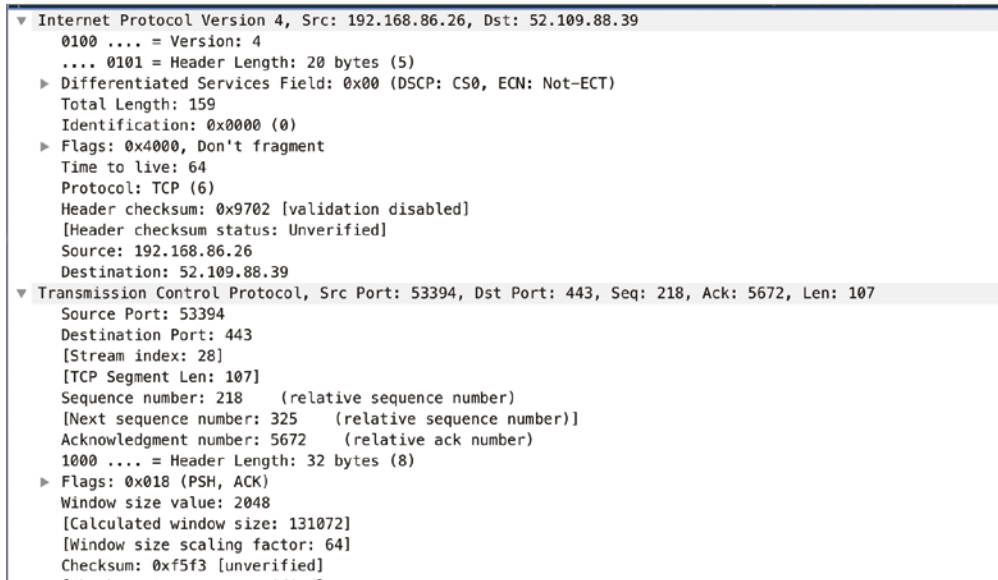 Internet Protocol Version 4, Src: 192.168.86.26, Dst: 52.109.88.39
0100 .... = Version: 4
.... 0101 = Header Length: 20 bytes (5)
Differentiated Services Field: 0x00 (DSCP: CS0, ECN: Not-ECT)
Total Length: 159
Identification: 0x0000 (0)
Flags: 0x4000, Don't fragment
Time to live: 64
Protocol: TCP (6)
Header checksum: 0x9702 [validation disabled]
[Header checksum status: Unverified]
Source: 192.168.86.26
Destination: 52.109.88.39
Transmission Control Protocol, Src Port: 53394, Dst Port: 443, Seq: 218, Ack: 5672, Len: 107
Source Port: 53394
Destination Port: 443
[Stream index: 28]
[TCP Segment Len: 107]
Sequence number: 218 (relative sequence number)
[Next sequence number: 325 (relative sequence number)]
Acknowledgment number: 5672 (relative ack number)
1000 .... = Header Length: 32 bytes (8)
Flags: 0x018 (PSH, ACK)
Window size value: 2048
[Calculated window size: 131072]
[Window size scaling factor: 64]
Checksum: 0xf5f3 [unverified]